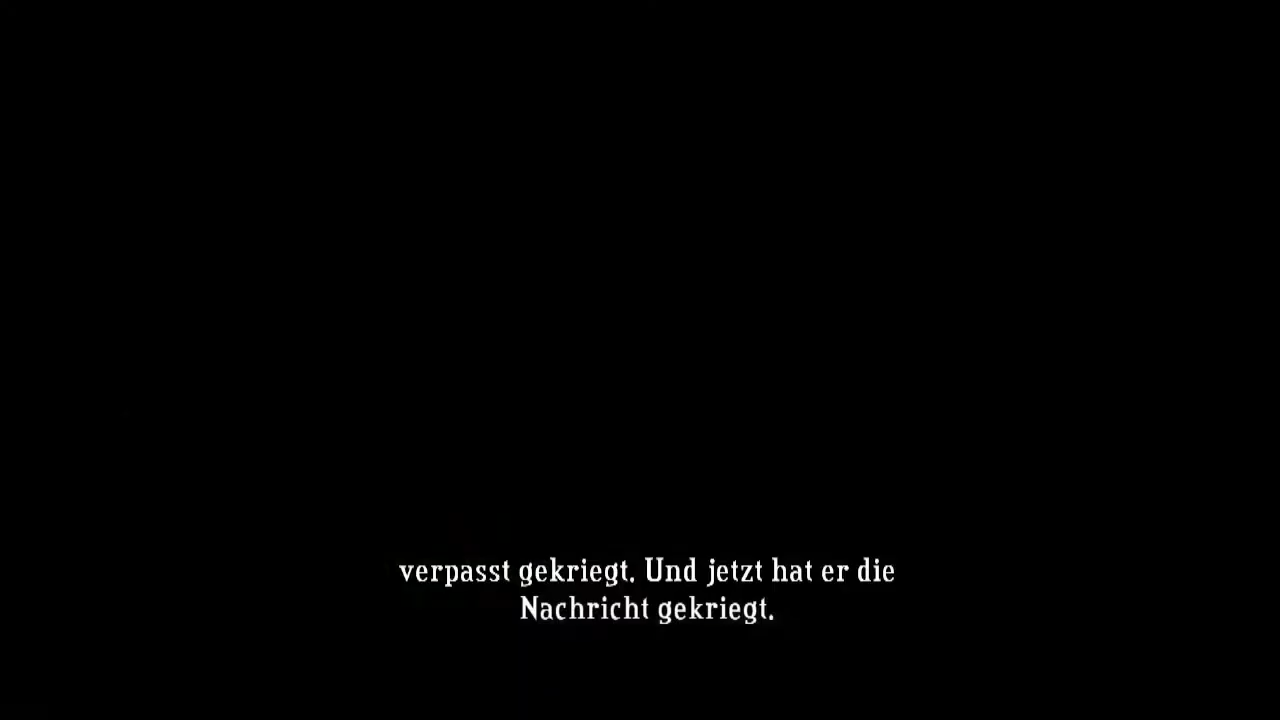 verpasst gekriegt. Und jetzt hat er die
Nachricht gekriegt.